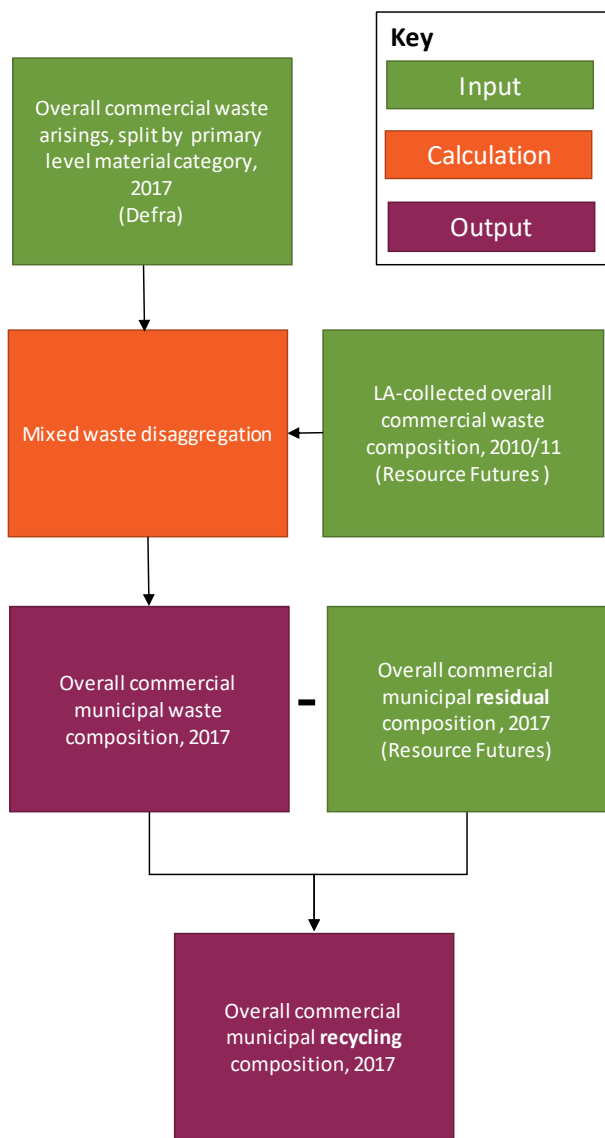 Key
Input
Calculation
Output
Overall commercial waste
arisings, split by primary
level material category,
2017
(Defra)
Mixed waste disaggregation
LA-collected overall
commercial waste
composition, 2010/11
(Resource Futures )
Overall commercial
municipal waste
composition, 2017
-
Overall commercial
municipal residual
composition , 2017
(Resource Futures)
Overall commercial
municipal recycling
composition, 2017